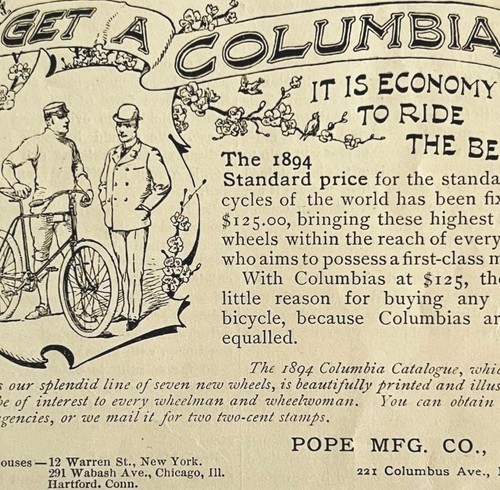 GET A COLUMBIA
IT IS ECONOMY
TO RIDE
THE BE
The 1894
Standard price for the standa
cycles of the world has been fix
$125.00, bringing these highest
wheels within the reach of every
who aims to possess a first-class m
With Columbias at $125, the
little reason for buying any
bicycle, because Columbias ar
equalled.
The 1894 Columbia Catalogue, whic
s our splendid line of seven new wheels, is beautifully printed and illus
be of interest to every wheelman and wheelwoman. You can obtain
gencies, or we mail it for two two-cent stamps.
POPE MFG. CO.,
221 Columbus Ave.,
ouses — 12 Warren St., New York.
291 Wabash Ave., Chicago, Ill.
Hartford, Conn.